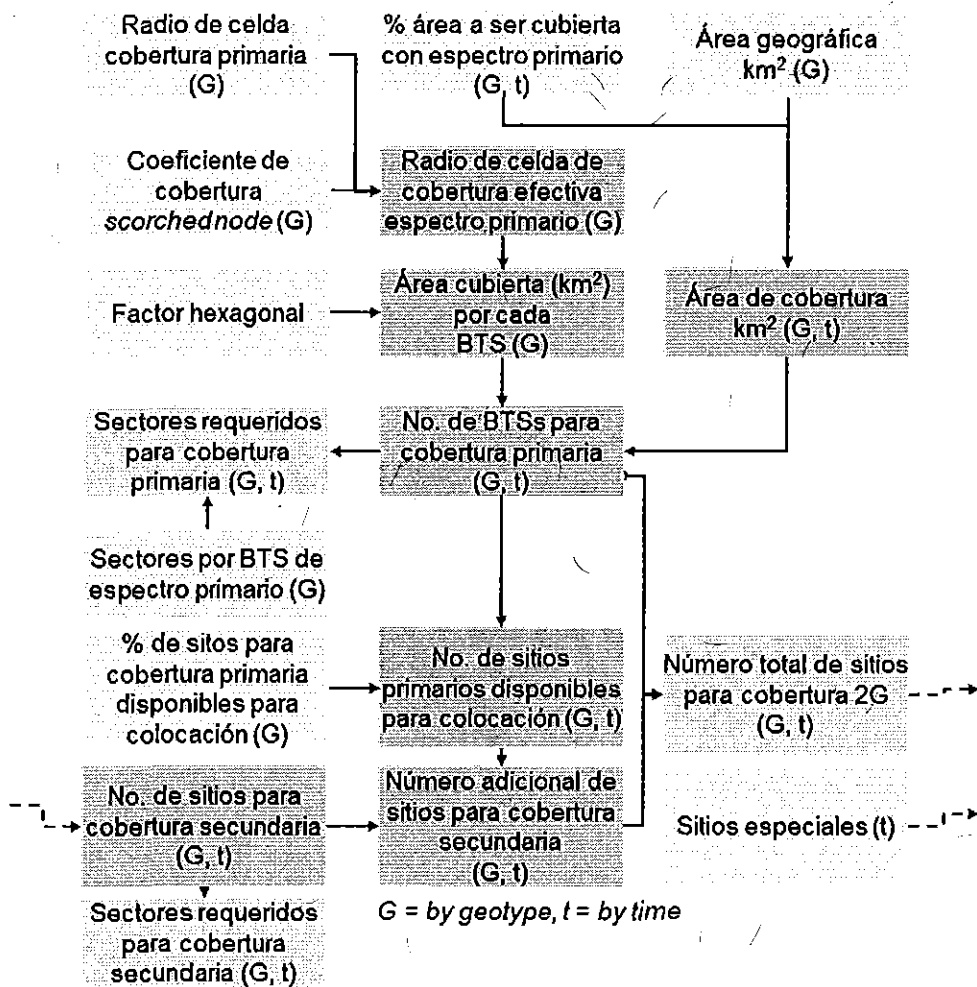 Radio de celda
cobertura primaria
(G)
% área a ser cubierta
con espectro primario
(G, t)
Área geográfica
km² (G)
Coeficiente de
cobertura
scorched node (G)
Radio de celda de
cobertura efectiva
espectro primario (G)
Factor hexagonal
Área cubierta (km²)
por cada
BTS (G)
Área de cobertura
km² (G, t)
Sectores requeridos
para cobertura
primaria (G, t)
No. de BTSs para
cobertura primaria
(G, t)
Sectores por BTS de
espectro primario (G)
% de sitos para
cobertura primaria
disponibles para
colocación (G)
No. de sitios
primarios disponibles
para colocación (G, t)
Número total de sitios
para cobertura 2G
(G, t)
No. de sitios para
cobertura secundaria
(G, t)
Número adicional de
sitios para cobertura
secundaria
(G, t)
Sitios especiales (t)
Sectores requeridos
para cobertura
secundaria (G, t)
G = by geotype, t = by time